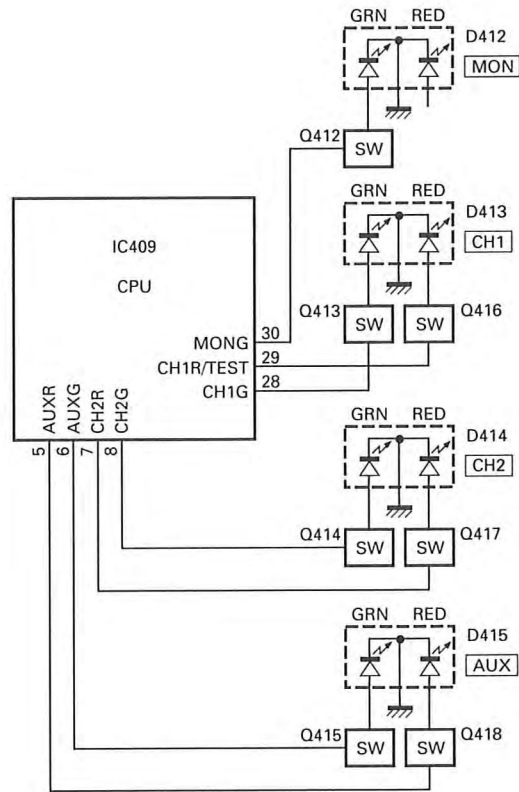 GRN RED D412
MON
Q412 SW
GRN RED D413
CH1
IC409
CPU
Q413 SW SW Q416
MONG 30
CH1R/TEST 29
CH1G 28
AUXR AUXG CH2R CH2G
5 6 7 8
GRN RED D414
CH2
Q414 SW SW Q417
GRN RED D415
AUX
Q415 SW SW Q418